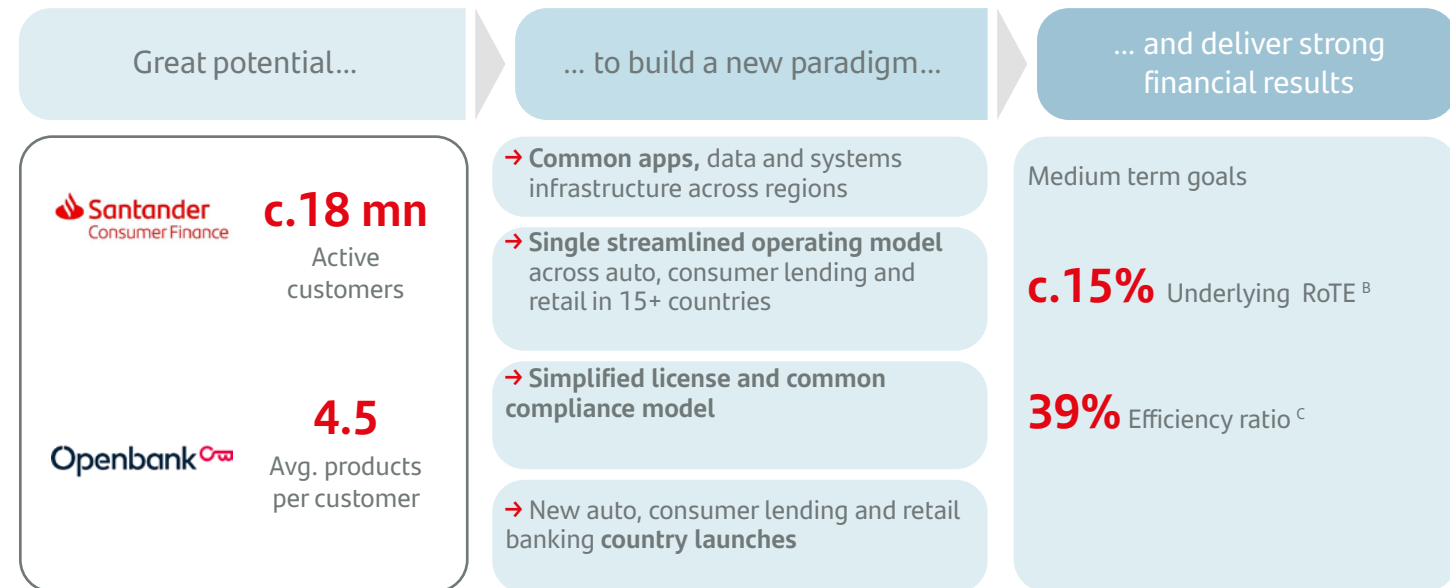 Great potential...
... to build a new paradigm...
... and deliver strong
financial results
Santander
Consumer Finance
c.18 mn
Active
customers
Openbank
4.5
Avg. products
per customer
→ Common apps, data and systems
infrastructure across regions
→ Single streamlined operating model
across auto, consumer lending and
retail in 15+ countries
→ Simplified license and common
compliance model
→ New auto, consumer lending and retail
banking country launches
Medium term goals
c.15% Underlying RoTE B
39% Efficiency ratio C